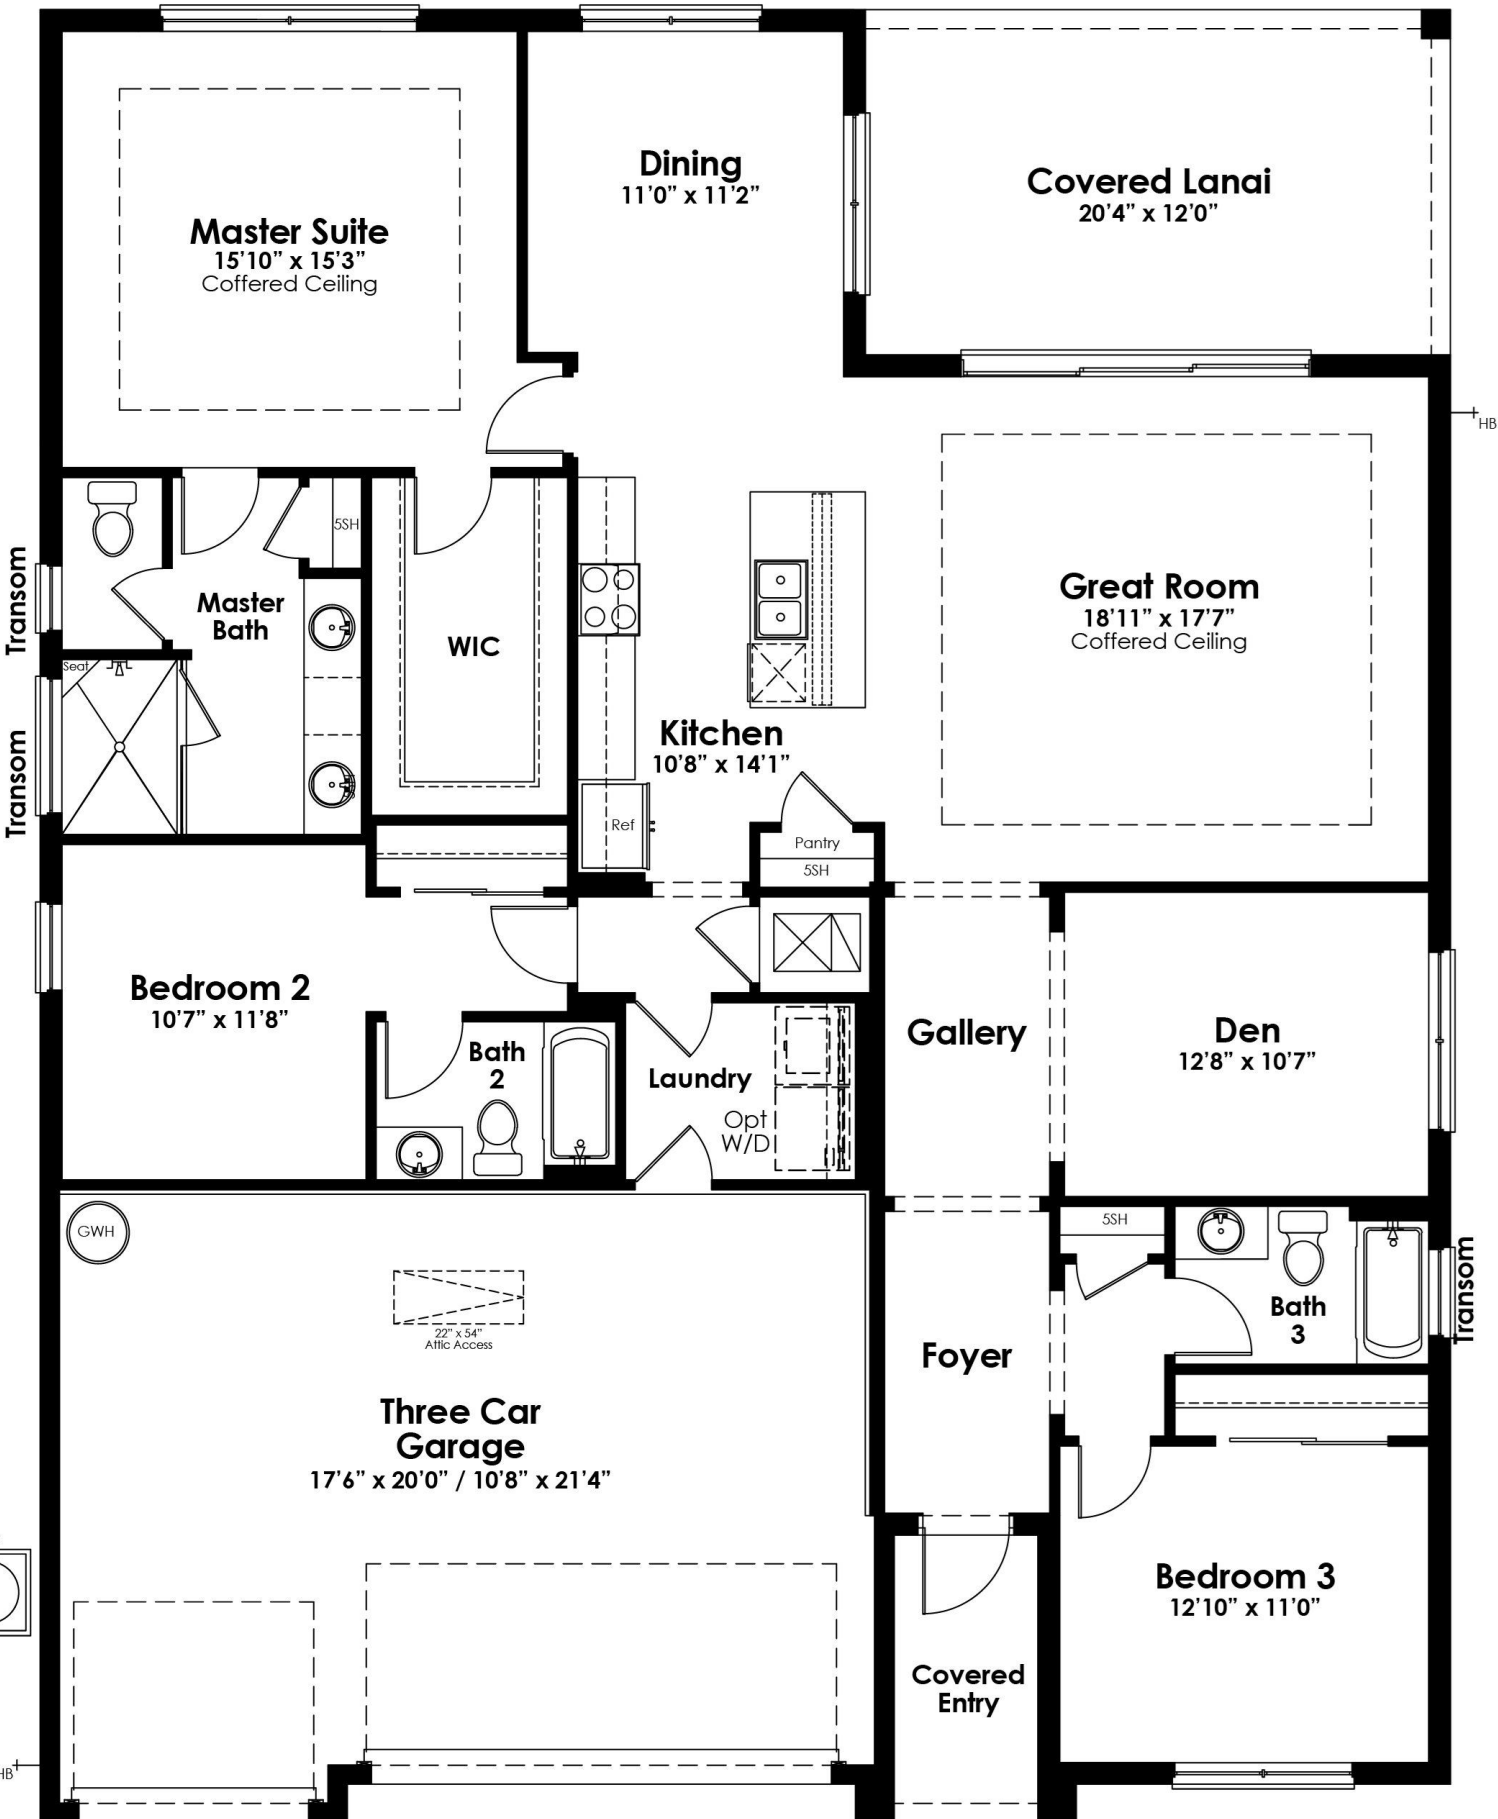 Dining
11’0” x 11’2”
Covered Lanai
20’4” x 12’0”
Master Suite
15’10” x 15’3”
Coffered Ceiling
HB
5SH
Transom
Master
Bath
WIC
Great Room
18’11” x 17’7”
Coffered Ceiling
Seat
Transom
Kitchen
10’8” x 14’1”
Ref
Pantry
5SH
Bedroom 2
10’7” x 11’8”
Gallery
Den
12’8” x 10’7”
Bath
2
Laundry
Opt
W/D
GWH
5SH
Transom
Bath
3
22” x 54”
Attic Access
Foyer
Three Car
Garage
17’6” x 20’0” / 10’8” x 21’4”
Bedroom 3
12’10” x 11’0”
Covered
Entry
HB